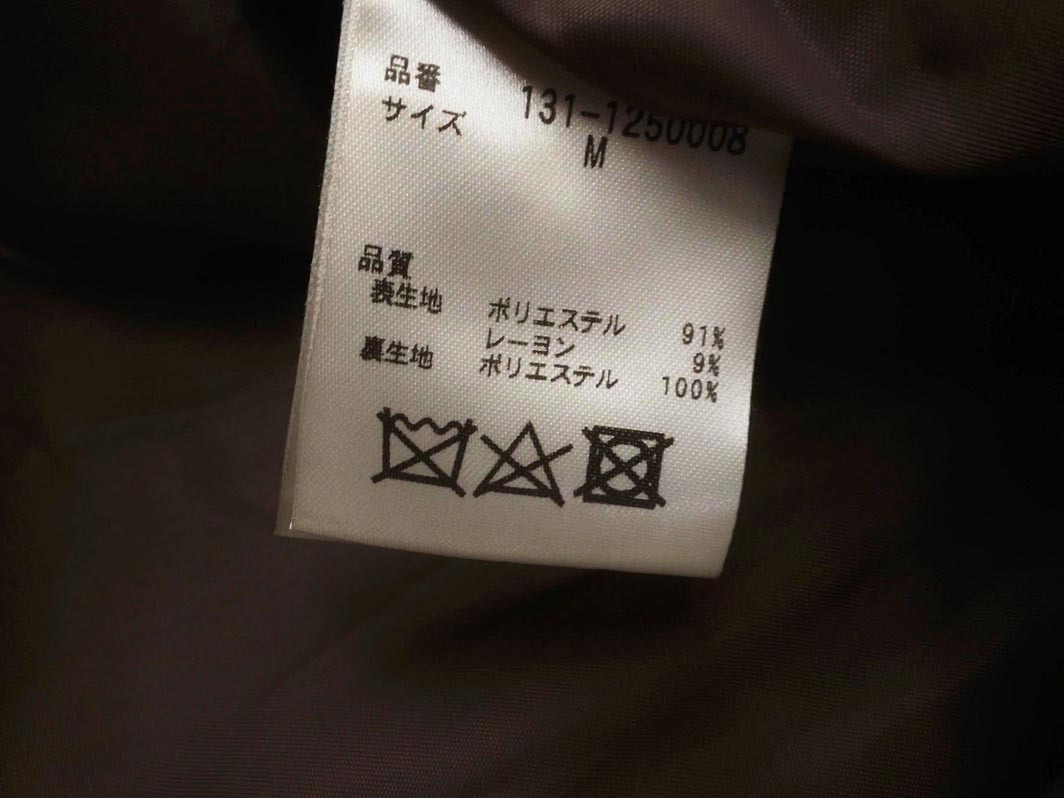 品番 131-1250008
サイズ M
品質
表生地 ポリエステル 91%
レーヨン 9%
裏生地 ポリエステル 100%